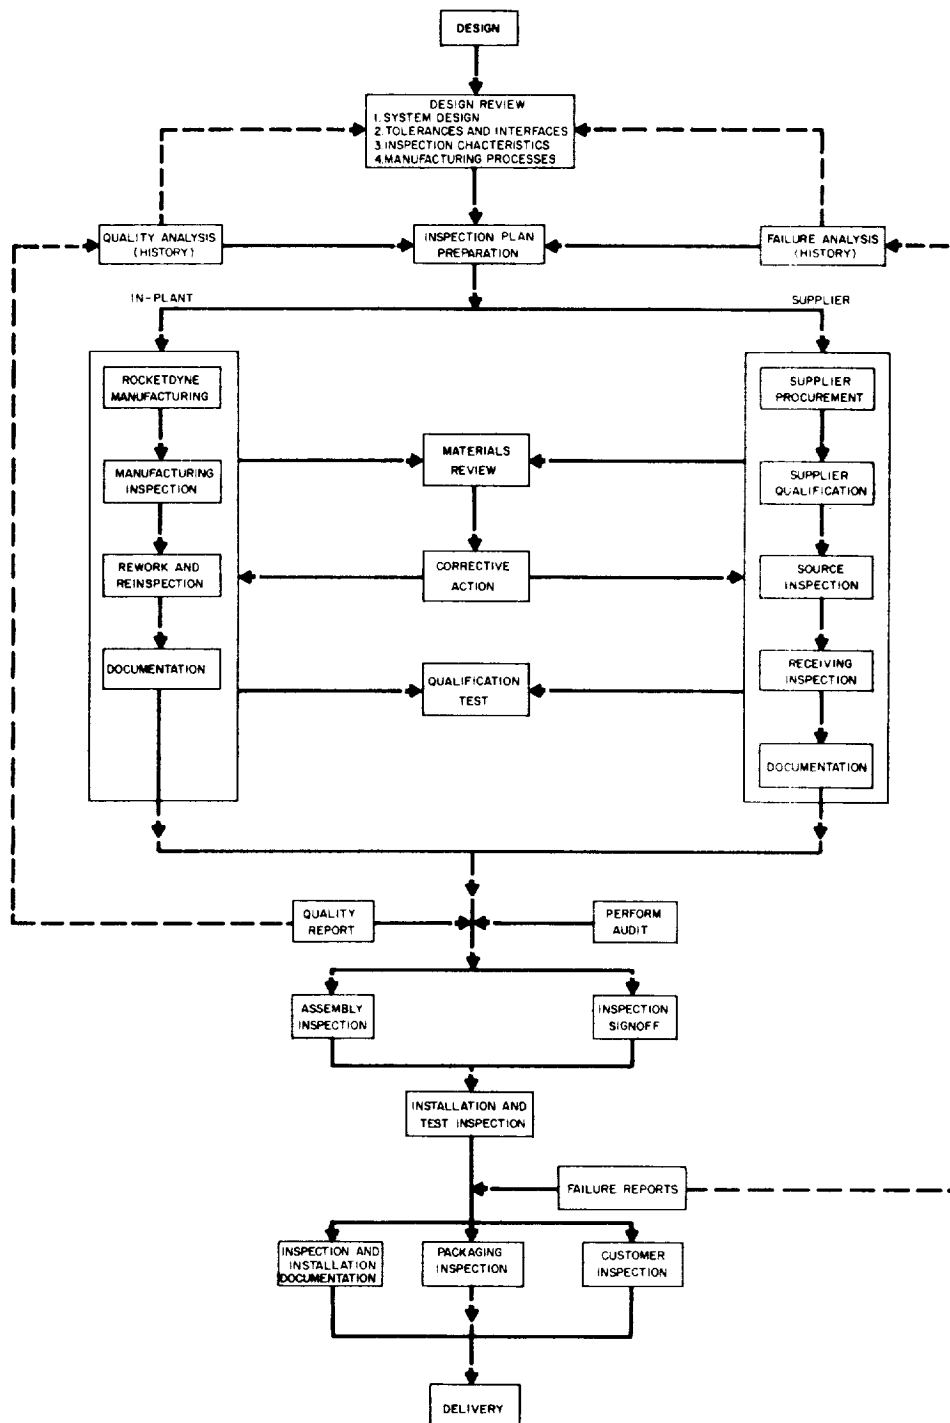 DESIGN
DESIGN REVIEW
1. SYSTEM DESIGN
2. TOLERANCES AND INTERFACES
3. INSPECTION CHACTERISTICS
4. MANUFACTURING PROCESSES
QUALITY ANALYSIS
(HISTORY)
INSPECTION PLAN
PREPARATION
FAILURE ANALYSIS
(HISTORY)
IN-PLANT
SUPPLIER
ROCKETDYNE
MANUFACTURING
MANUFACTURING
INSPECTION
REWORK AND
REINSPECTION
DOCUMENTATION
MATERIALS
REVIEW
CORRECTIVE
ACTION
QUALIFICATION
TEST
SUPPLIER
PROCUREMENT
SUPPLIER
QUALIFICATION
SOURCE
INSPECTION
RECEIVING
INSPECTION
DOCUMENTATION
QUALITY
REPORT
PERFORM
AUDIT
ASSEMBLY
INSPECTION
INSPECTION
SIGNOFF
INSTALLATION AND
TEST INSPECTION
FAILURE REPORTS
INSPECTION AND
INSTALLATION
DOCUMENTATION
PACKAGING
INSPECTION
CUSTOMER
INSPECTION
DELIVERY